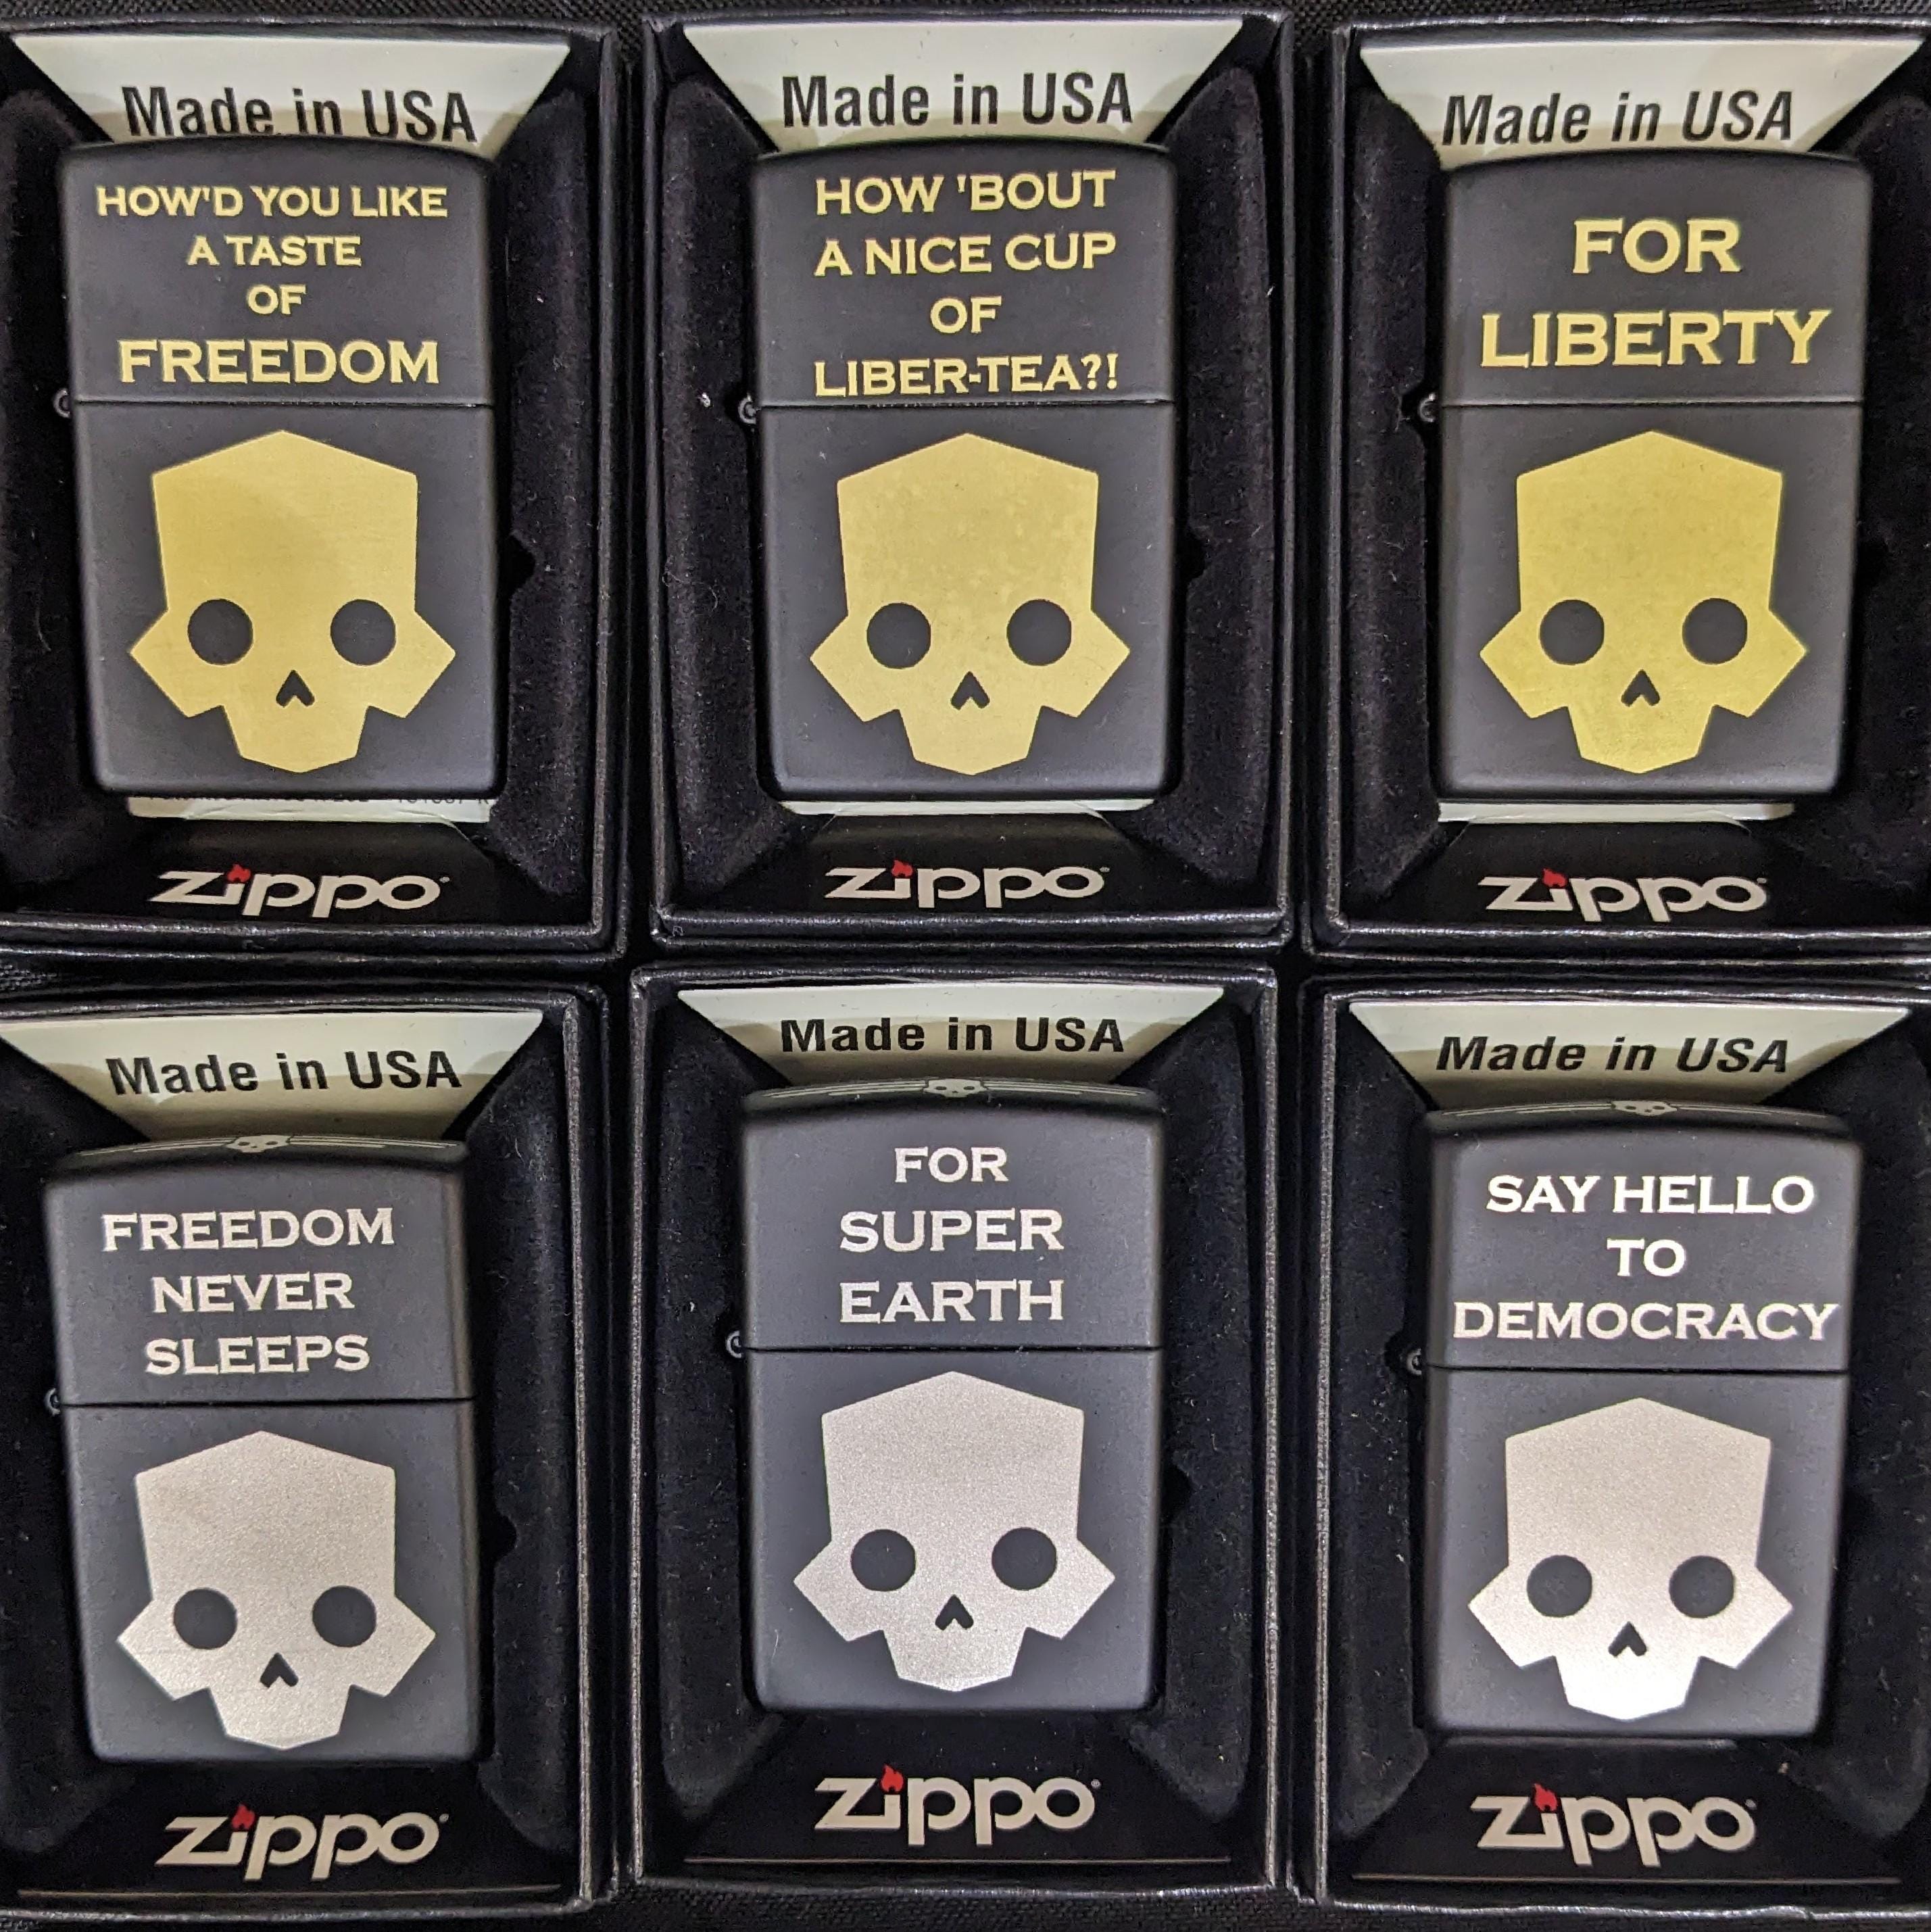 Made in USA
HOW'D YOU LIKE
A TASTE
OF
FREEDOM
zippo
Made in USA
HOW 'BOUT
A NICE CUP
OF
LIBER-TEA?!
zippo
Made in USA
FOR
LIBERTY
zippo
Made in USA
FREEDOM
NEVER
SLEEPS
zippo
Made in USA
FOR
SUPER
EARTH
zippo
Made in USA
SAY HELLO
TO
DEMOCRACY
zippo